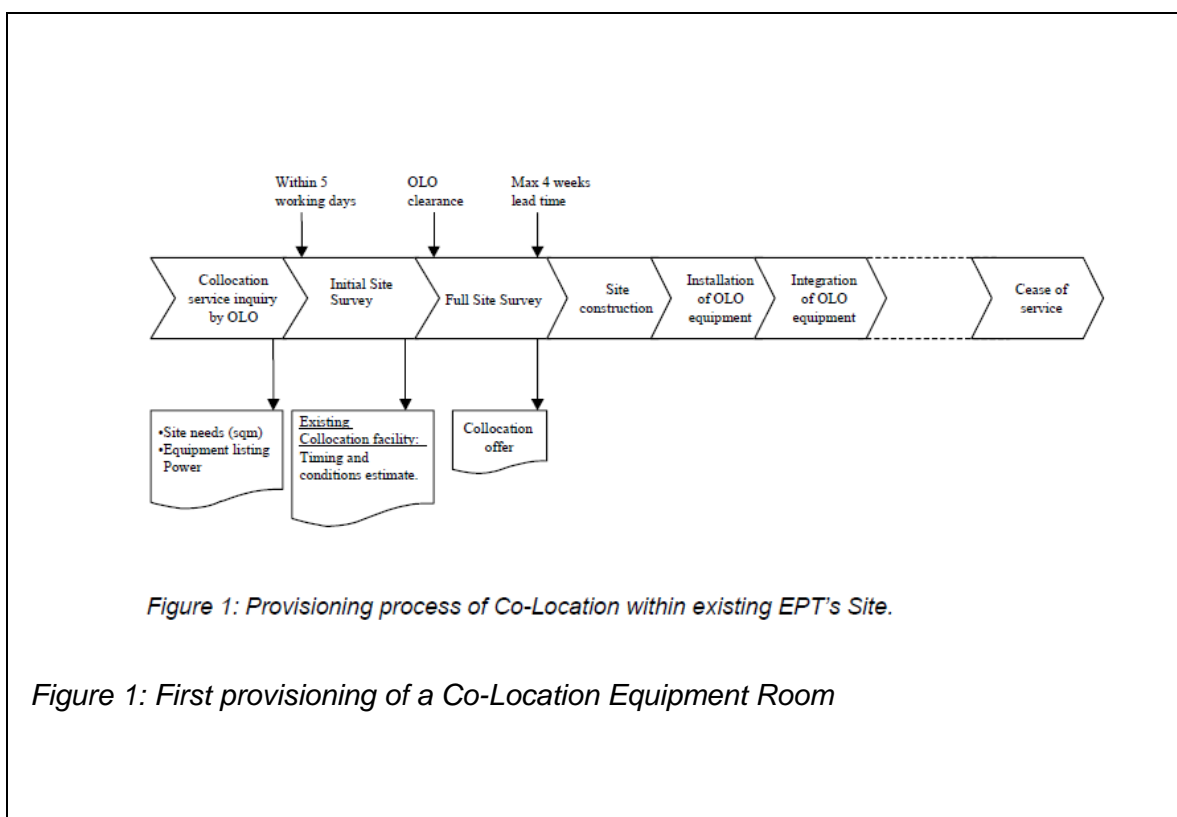 Within 5
working days
OLO
clearance
Max 4 weeks
lead time
Collocation
service inquiry
by OLO
Initial Site
Survey
Full Site Survey
Site
construction
Installation
of OLO
equipment
Integration
of OLO
equipment
Cease of
service
•Site needs (sqm)
•Equipment listing
Power
Existing
Collocation facility:
Timing and
conditions estimate.
Collocation
offer
Figure 1: Provisioning process of Co-Location within existing EPT's Site.
Figure 1: First provisioning of a Co-Location Equipment Room